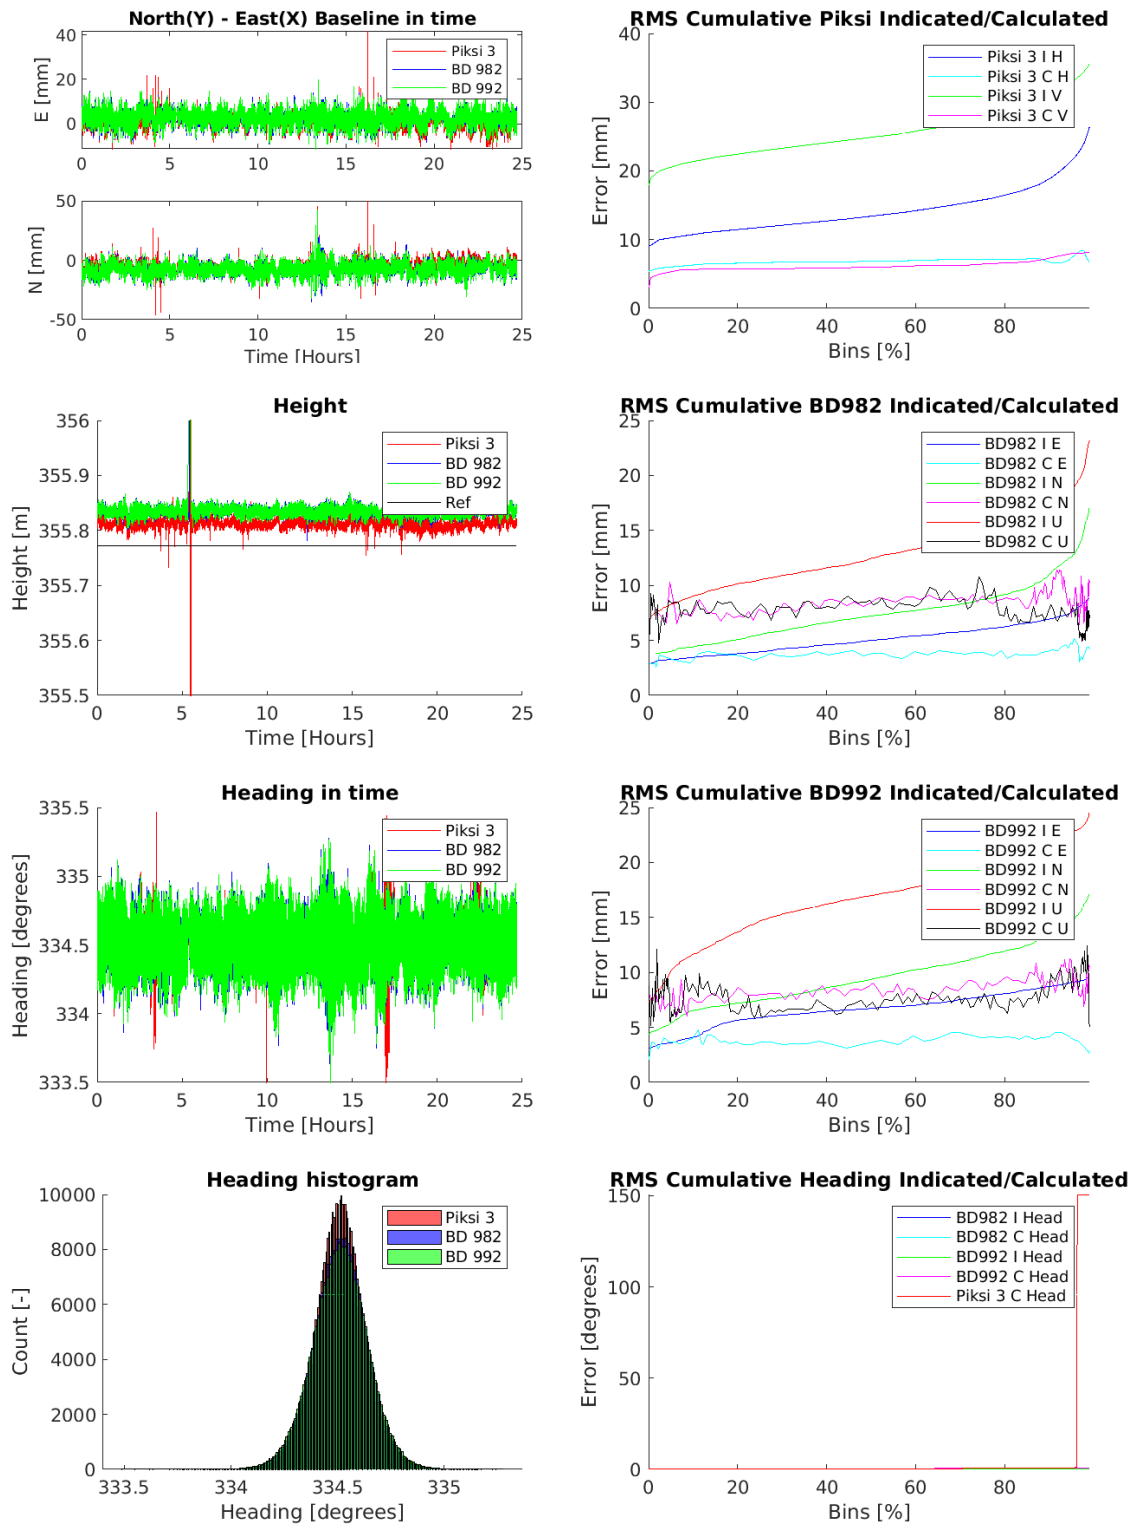 North(Y) - East(X) Baseline in time
E [mm]
40
20
0
Piksi 3
BD 982
BD 992
0 5 10 15 20 25
N [mm]
50
0
-50
0 5 10 15 20 25
Time [Hours]
RMS Cumulative Piksi Indicated/Calculated
Error [mm]
40
30
20
10
0
Piksi 3 I H
Piksi 3 C H
Piksi 3 I V
Piksi 3 C V
0 20 40 60 80
Bins [%]
Height
Height [m]
356
355.9
355.8
355.7
355.6
355.5
Piksi 3
BD 982
BD 992
Ref
0 5 10 15 20 25
Time [Hours]
RMS Cumulative BD982 Indicated/Calculated
Error [mm]
25
20
15
10
5
0
BD982 I E
BD982 C E
BD982 I N
BD982 C N
BD982 I U
BD982 C U
0 20 40 60 80
Bins [%]
Heading in time
Heading [degrees]
335.5
335
334.5
334
333.5
Piksi 3
BD 982
BD 992
0 5 10 15 20 25
Time [Hours]
RMS Cumulative BD992 Indicated/Calculated
Error [mm]
25
20
15
10
5
0
BD992 I E
BD992 C E
BD992 I N
BD992 C N
BD992 I U
BD992 C U
0 20 40 60 80
Bins [%]
Heading histogram
Count [-]
10000
8000
6000
4000
2000
0
Piksi 3
BD 982
BD 992
333.5 334 334.5 335
Heading [degrees]
RMS Cumulative Heading Indicated/Calculated
Error [degrees]
150
100
50
0
BD982 I Head
BD982 C Head
BD992 I Head
BD992 C Head
Piksi 3 C Head
0 20 40 60 80
Bins [%]